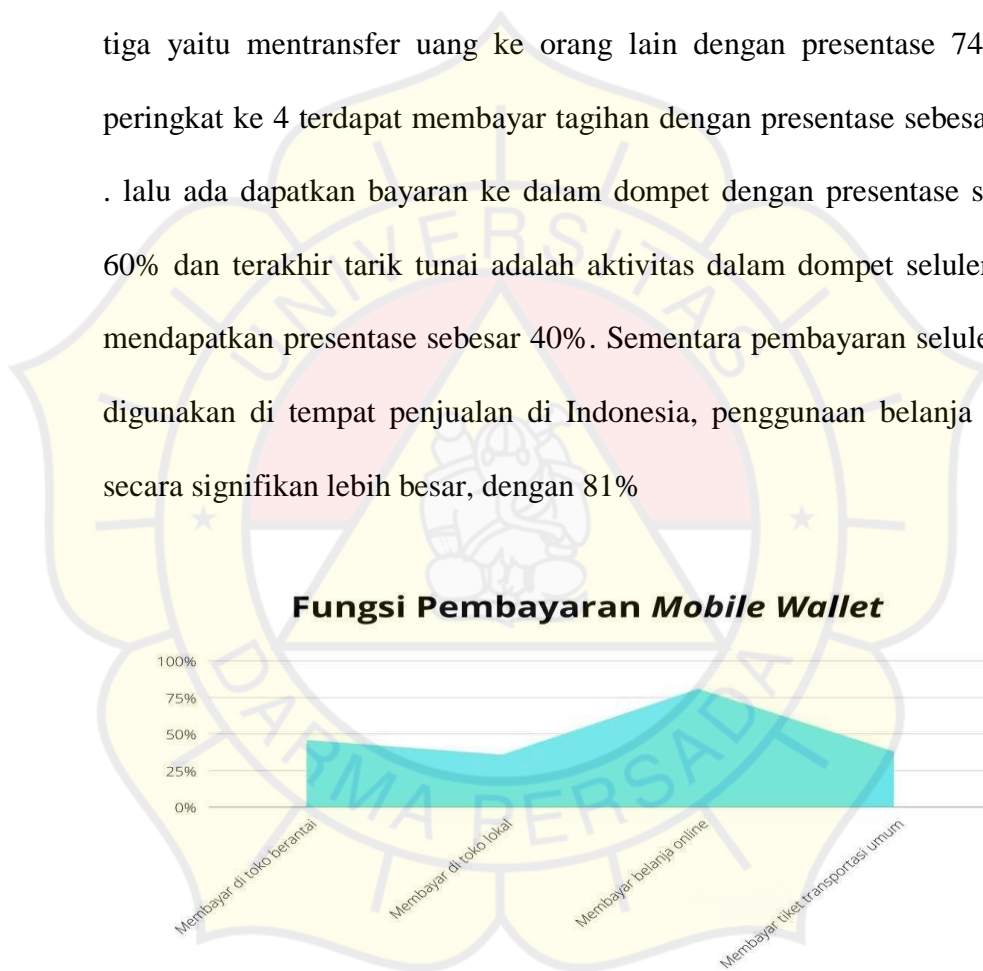 tiga yaitu mentransfer uang ke orang lain dengan presentase 74
peringkat ke 4 terdapat membayar tagihan dengan presentase
. lalu ada dapatkan bayaran ke dalam dompet dengan presentase
60% dan terakhir tarik tunai adalah aktivitas dalam dompet
mendapatkan presentase sebesar 40%. Sementara pembayaran
digunakan di tempat penjualan di Indonesia, penggunaan belanja
secara signifikan lebih besar, dengan 81%
UNIVERSITAS
Fungsi Pembayaran Mobile Wallet
100%
75%
50%
25%
0%
Membayar di toko berantai
Membayar di toko lokal
Membayar belanja online
Membayar tiket transportasi umum
DARMA PERSADA